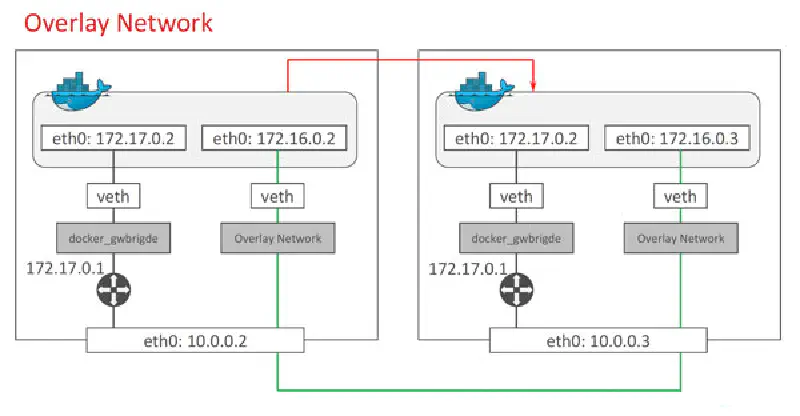 Overlay Network
eth0: 172.17.0.2
eth0: 172.16.0.2
eth0: 172.17.0.2
eth0: 172.16.0.3
veth
veth
veth
veth
docker_gwbrigde
Overlay Network
docker_gwbrigde
Overlay Network
172.17.0.1
172.17.0.1
eth0: 10.0.0.2
eth0: 10.0.0.3